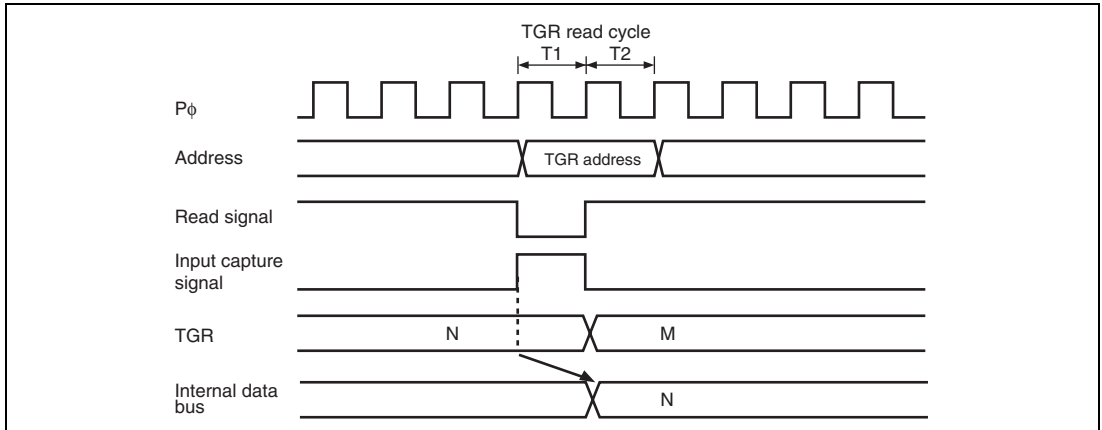 TGR read cycle
T1 T2
Pϕ
Address
TGR address
Read signal
Input capture
signal
TGR
N M
Internal data
bus
N